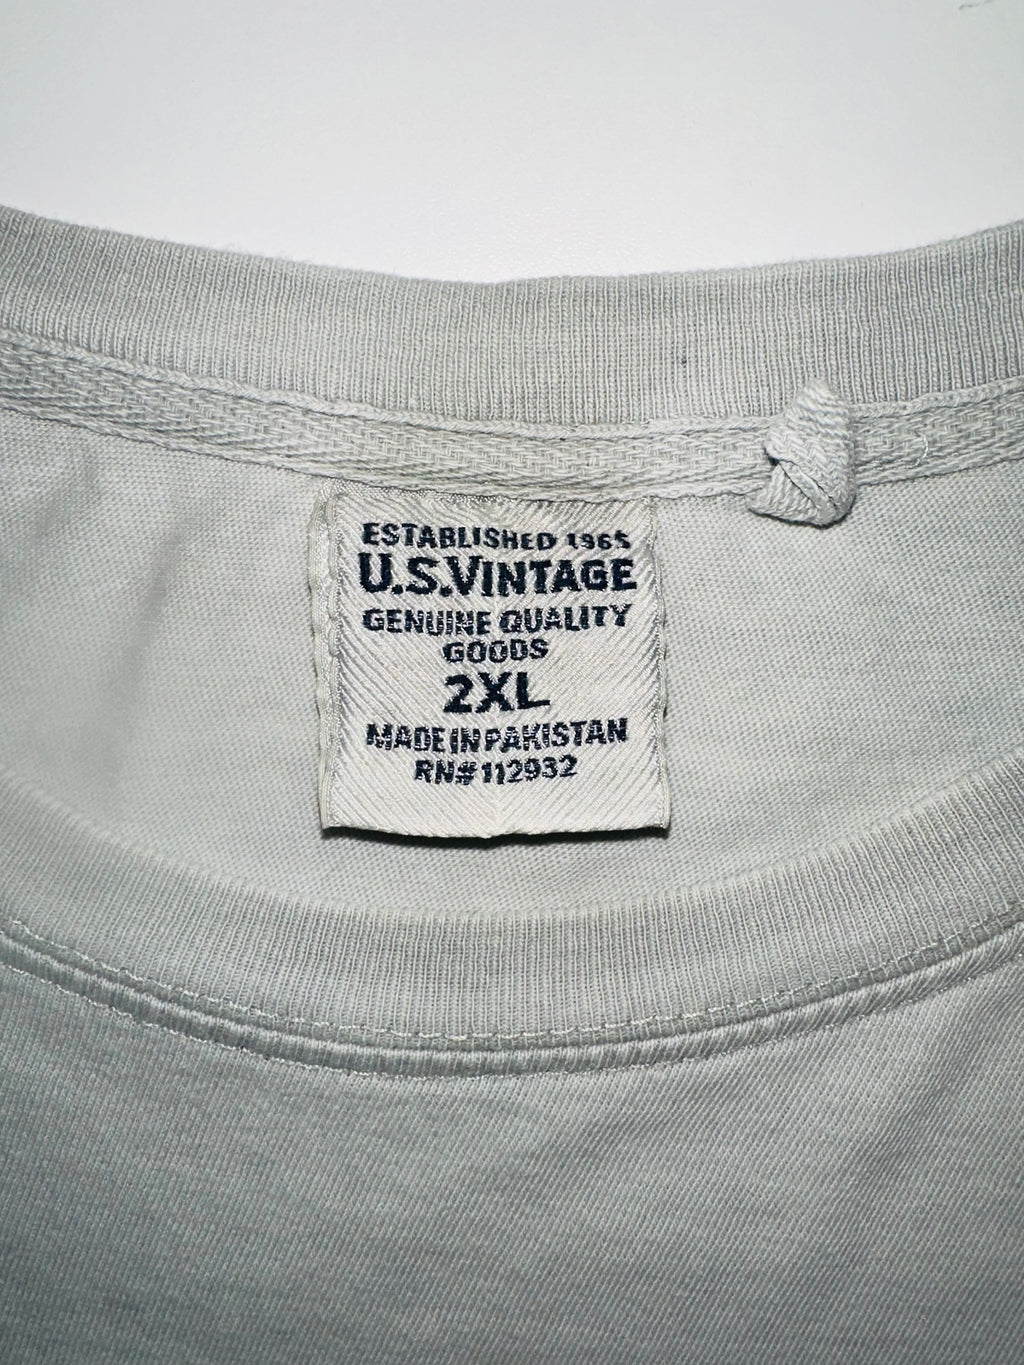 ESTABLISHED 1965
U.S.VINTAGE
GENUINE QUALITY
GOODS
2XL
MADE IN PAKISTAN
RN#112932